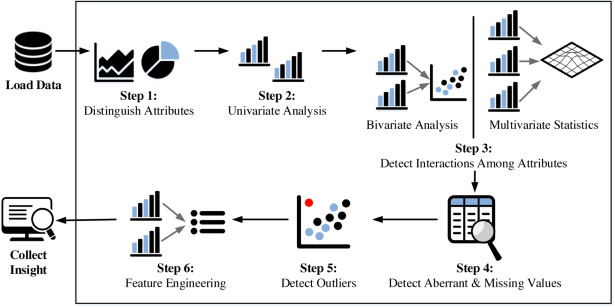 Load Data
Step 1:
Distinguish Attributes
Step 2:
Univariate Analysis
Bivariate Analysis
Multivariate Statistics
Step 3:
Detect Interactions Among Attributes
Collect
Insight
Step 6:
Feature Engineering
Step 5:
Detect Outliers
Step 4:
Detect Aberrant & Missing Values